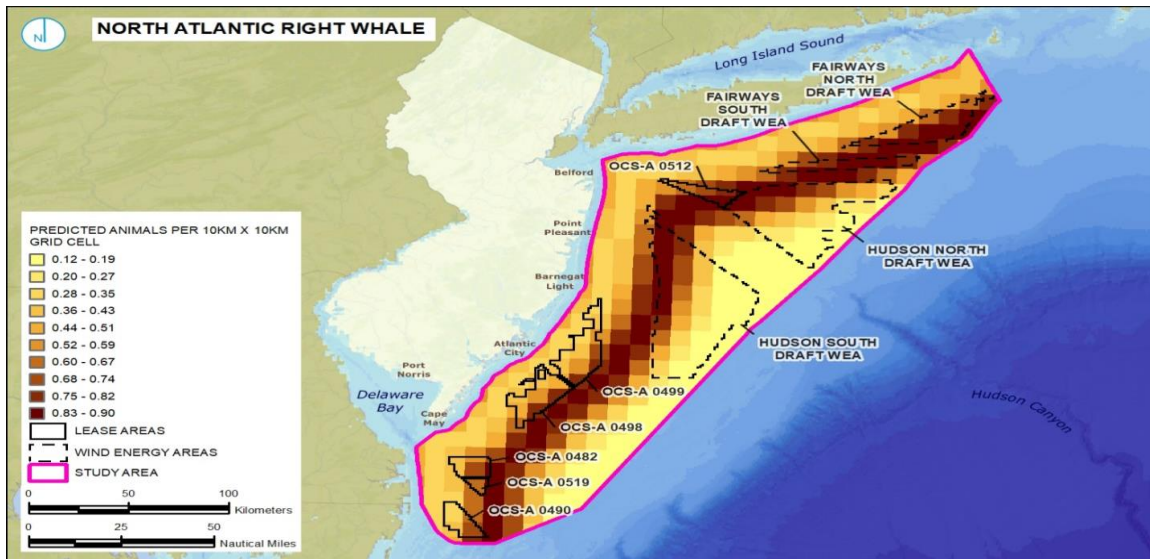 N
NORTH ATLANTIC RIGHT WHALE
Long Island Sound
FAIRWAYS
NORTH
DRAFT WEA
FAIRWAYS
SOUTH
DRAFT WEA
OCS-A 0512
Belford
Point
Pleasant
HUDSON NORTH
DRAFT WEA
Barnegat
Light
HUDSON SOUTH
DRAFT WEA
Atlantic
City
Port
Norris
Delaware
Bay
Cape
May
OCS-A 0499
OCS-A 0498
Hudson
Canyon
OCS-A 0482
OCS-A 0519
OCS-A 0490
PREDICTED ANIMALS PER 10KM X 10KM
GRID CELL
0.12 - 0.19
0.20 - 0.27
0.28 - 0.35
0.36 - 0.43
0.44 - 0.51
0.52 - 0.59
0.60 - 0.67
0.68 - 0.74
0.75 - 0.82
0.83 - 0.90
LEASE AREAS
WIND ENERGY AREAS
STUDY AREA
0 50 100
Kilometers
0 25 50
Nautical Miles